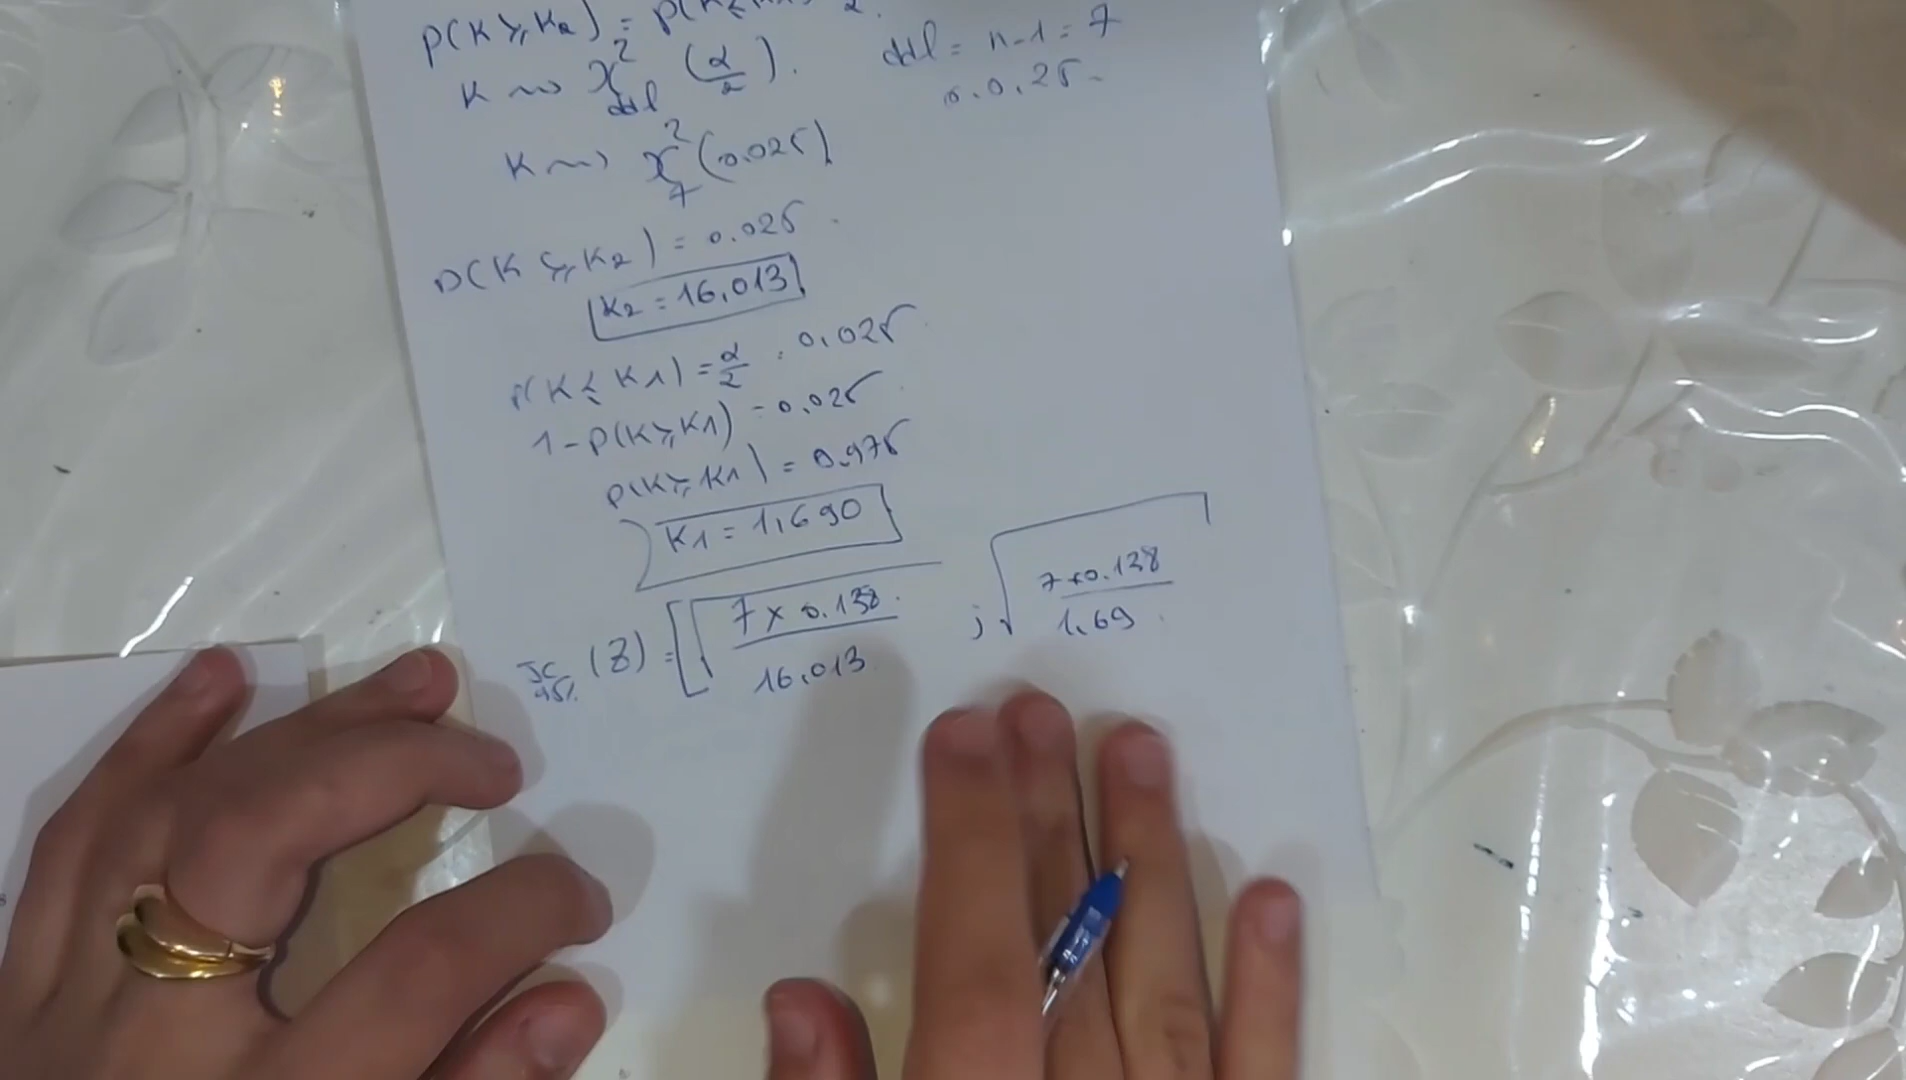 P(K ⩾ K2) = P(K ⩽
K ~> χ²ddl (α/2).
ddl = n-1 = 7
0.025
K ~> χ²7 (0.025)
P(K ⩾ K2) = 0.025
K2 = 16,013
P(K ⩽ K1) = α/2 = 0,025
1 - P(K ⩾ K1) = 0.025
P(K ⩾ K1) = 0.975
K1 = 1,690
IC95% (Z) = [√(7 × 0.138 / 16,013) ; √(7 × 0.138 / 1,69)